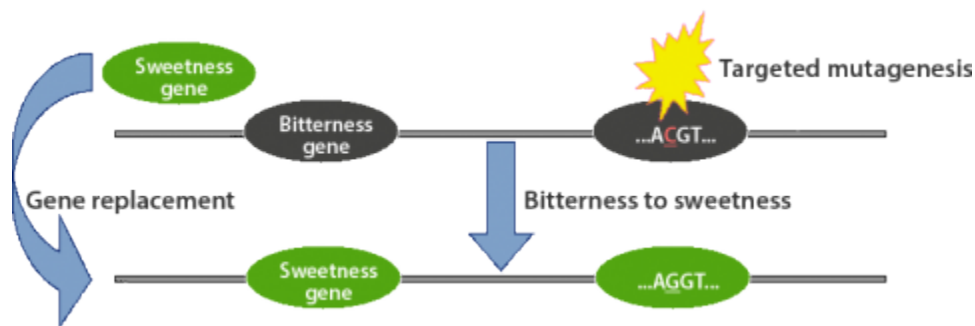 Sweetness
gene
Targeted mutagenesis
Bitterness
gene
...ACGT...
Gene replacement
Bitterness to sweetness
Sweetness
gene
...AGGT...